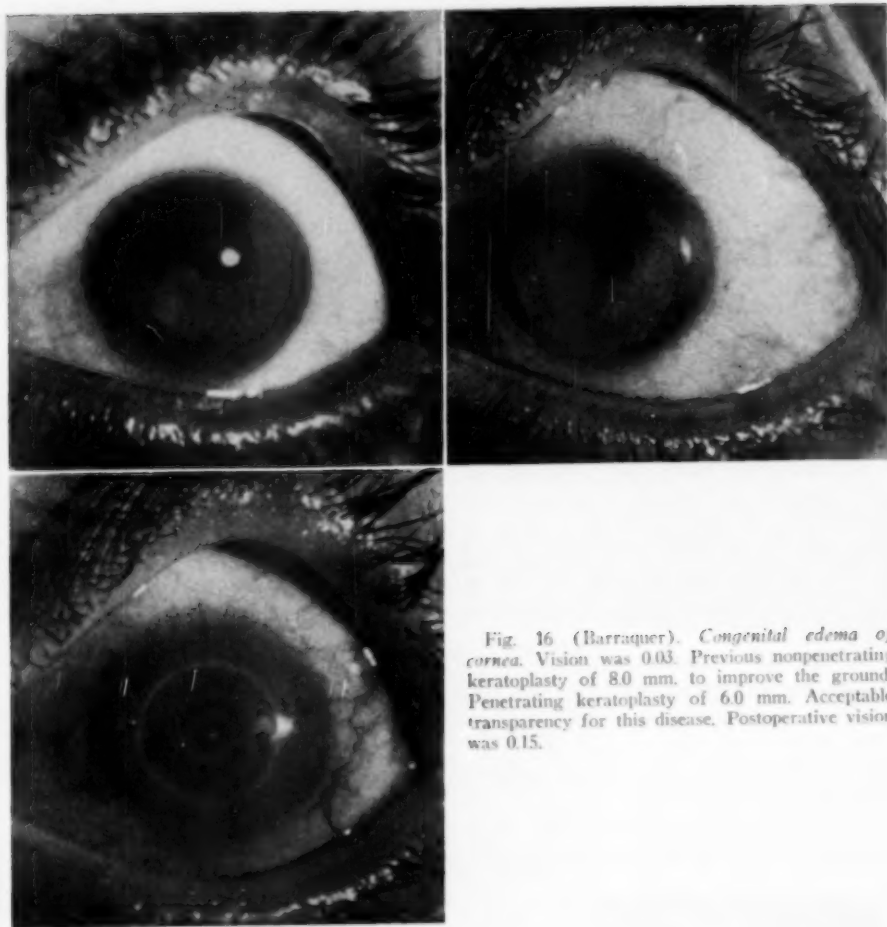 Fig. 16 (Barraquer). Congenital edema of
cornea. Vision was 0.03. Previous nonpenetrating
keratoplasty of 8.0 mm. to improve the ground.
Penetrating keratoplasty of 6.0 mm. Acceptable
transparency for this disease. Postoperative vision
was 0.15.